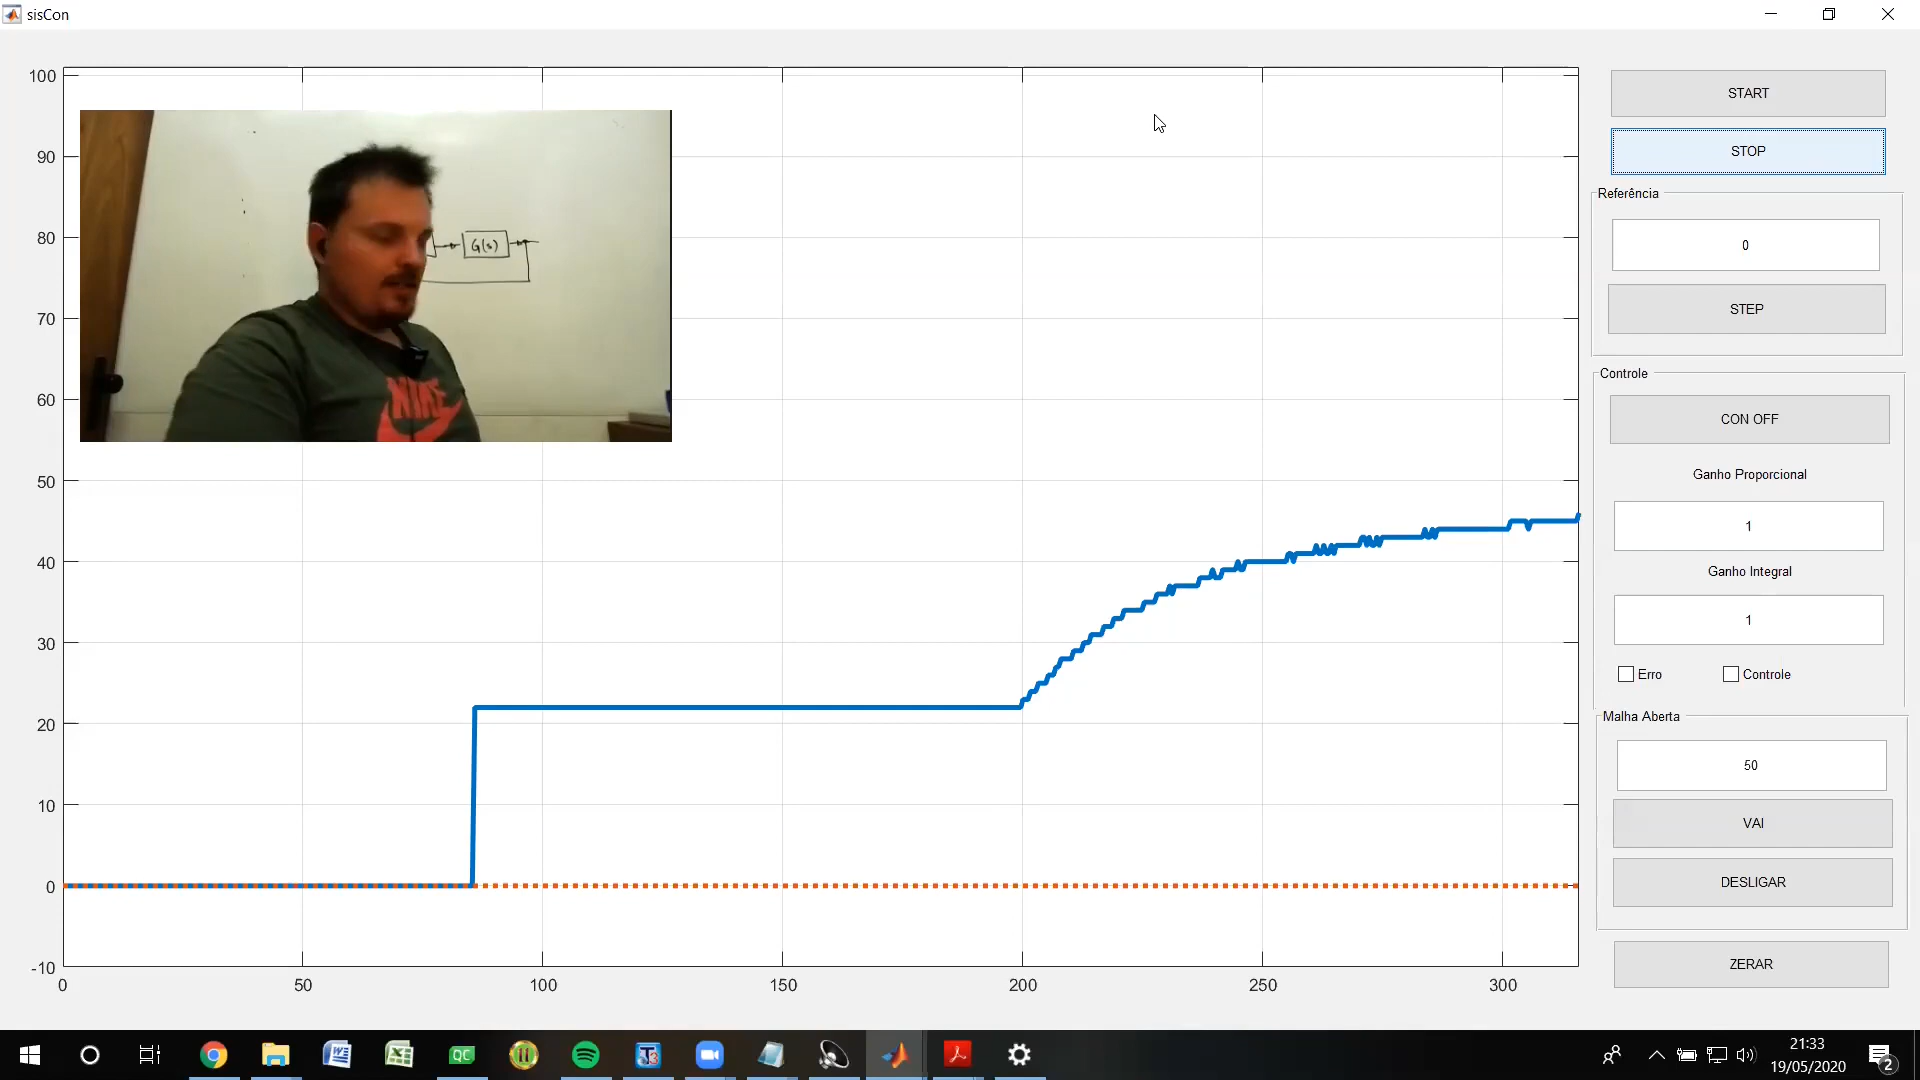 sisCon
100
90
80
70
60
50
40
30
20
10
0
-10
0 50 100 150 200 250 300
G(s)
NIKE
START
STOP
Referência
0
STEP
Controle
CON OFF
Ganho Proporcional
1
Ganho Integral
1
Erro Controle
Malha Aberta
50
VAI
DESLIGAR
ZERAR
QC
21:33
19/05/2020
2